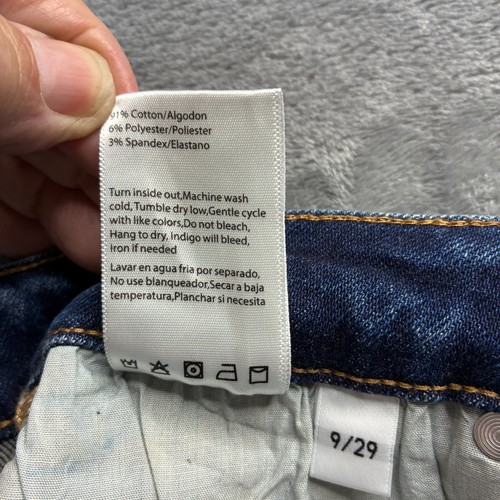 91% Cotton/Algodon
6% Polyester/Poliester
3% Spandex/Elastano
Turn inside out,Machine wash
cold,Tumble dry low,Gentle cycle
with like colors,Do not bleach,
Hang to dry, Indigo will bleed,
iron if needed
Lavar en agua fria por separado,
No use blanqueador,Secar a baja
temperatura,Planchar si necesita
9/29